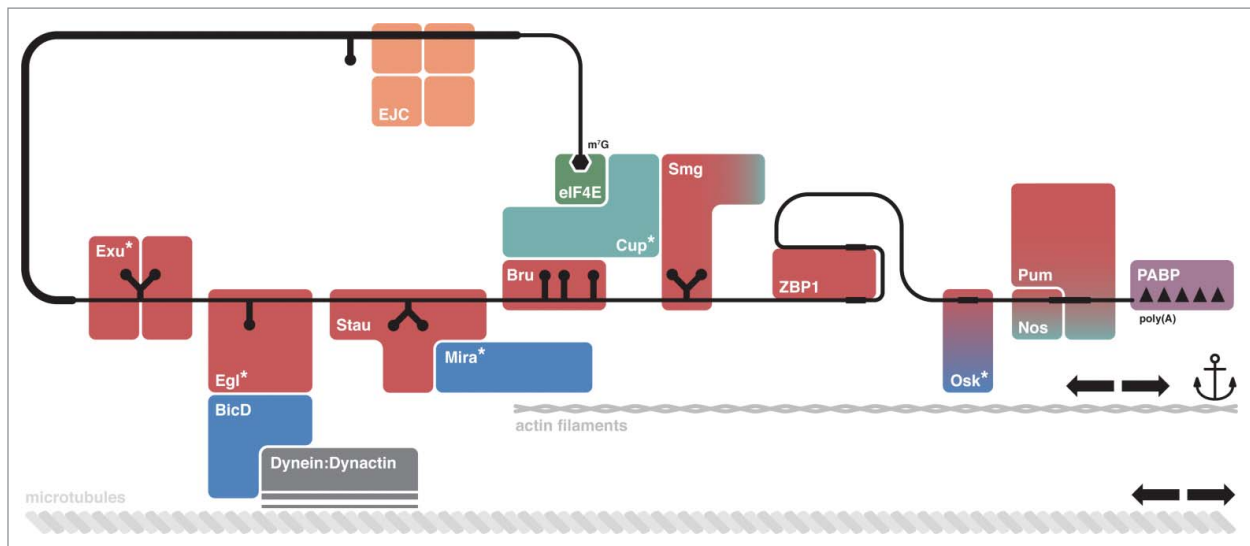 EJC
m⁷G
eIF4E
Smg
Cup*
Exu*
Bru
ZBP1
Pum
PABP
Stau
Nos
poly(A)
Mira*
Egl*
Osk*
BicD
actin filaments
Dynein:Dynactin
microtubules